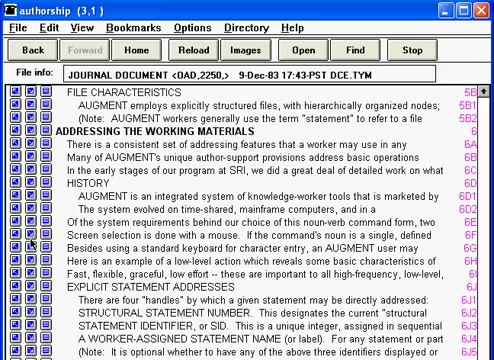 authorship (3,1 )
File Edit View Bookmarks Options Directory Help
Back Forward Home Reload Images Open Find Stop
File info: JOURNAL DOCUMENT <OAD,2250,> 9-Dec-83 17:43-PST DCE.TYM
FILE CHARACTERISTICS 5B
AUGMENT employs explicitly structured files, with hierarchically organized nodes; 5B1
(Note: AUGMENT workers generally use the term "statement" to refer to a file 5B2
ADDRESSING THE WORKING MATERIALS 6
There is a consistent set of addressing features that a worker may use in any 6A
Many of AUGMENT's unique author-support provisions address basic operations 6B
In the early stages of our program at SRI, we did a great deal of detailed work on what 6C
HISTORY 6D
AUGMENT is an integrated system of knowledge-worker tools that is marketed by 6D1
The system evolved on time-shared, mainframe computers, and in a 6D2
Of the system requirements behind our choice of this noun-verb command form, two 6E
Screen selection is done with a mouse. If the command's noun is a single, defined 6F
Besides using a standard keyboard for character entry, an AUGMENT user may 6G
Here is an example of a low-level action which reveals some basic characteristics of 6H
Fast, flexible, graceful, low effort -- these are important to all high-frequency, low-level, 6I
EXPLICIT STATEMENT ADDRESSES 6J
There are four "handles" by which a given statement may be directly addressed: 6J1
STRUCTURAL STATEMENT NUMBER. This designates the current "structural 6J2
STATEMENT IDENTIFIER, or SID. This is a unique integer, assigned in sequential 6J3
A WORKER-ASSIGNED STATEMENT NAME (or label). For any statement or part 6J4
(Note: It is optional whether to have any of the above three identifiers displayed 6J5